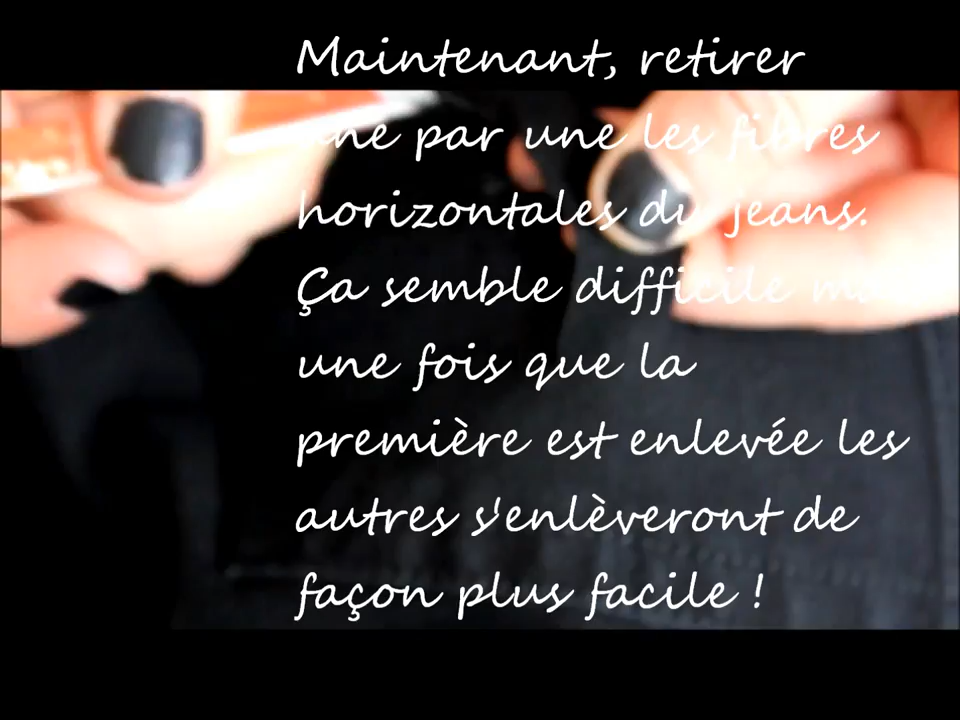 Maintenant, retirer
une par une les fibres
horizontales du jeans.
Ça semble difficile
une fois que la
première est enlevée les
autres s'enlèveront de
façon plus facile !